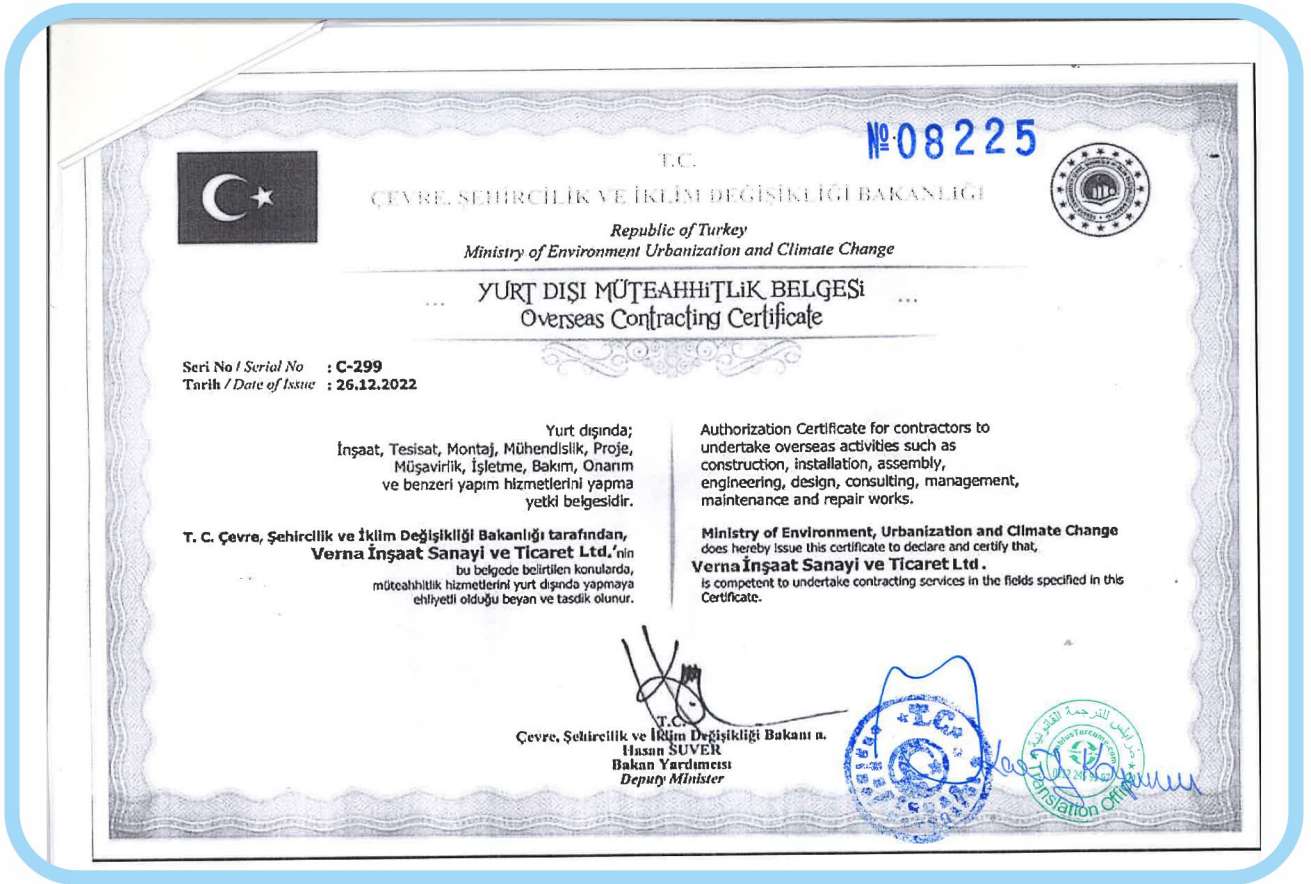 № 08225
T.C.
ÇEVRE, ŞEHİRCİLİK VE İKLİM DEĞİŞİKLİĞİ BAKANLIĞI
Republic of Turkey
Ministry of Environment Urbanization and Climate Change
... YURT DIŞI MÜTEAHHİTLİK BELGESİ ...
Overseas Contracting Certificate
Seri No / Serial No : C-299
Tarih / Date of Issue : 26.12.2022
Yurt dışında;
İnşaat, Tesisat, Montaj, Mühendislik, Proje,
Müşavirlik, İşletme, Bakım, Onarım
ve benzeri yapım hizmetlerini yapma
yetki belgesidir.
T. C. Çevre, Şehircilik ve İklim Değişikliği Bakanlığı tarafından,
Verna İnşaat Sanayi ve Ticaret Ltd.'nin
bu belgede belirtilen konularda,
müteahhitlik hizmetlerini yurt dışında yapmaya
ehliyetli olduğu beyan ve tasdik olunur.
Authorization Certificate for contractors to
undertake overseas activities such as
construction, installation, assembly,
engineering, design, consulting, management,
maintenance and repair works.
Ministry of Environment, Urbanization and Climate Change
does hereby issue this certificate to declare and certify that,
Verna İnşaat Sanayi ve Ticaret Ltd.
is competent to undertake contracting services in the fields specified in this
Certificate.
T.C.
Çevre, Şehircilik ve İklim Değişikliği Bakanı a.
Hasan SUVER
Bakan Yardımcısı
Deputy Minister
T.C.
للترجمة القانونية
Translation Office